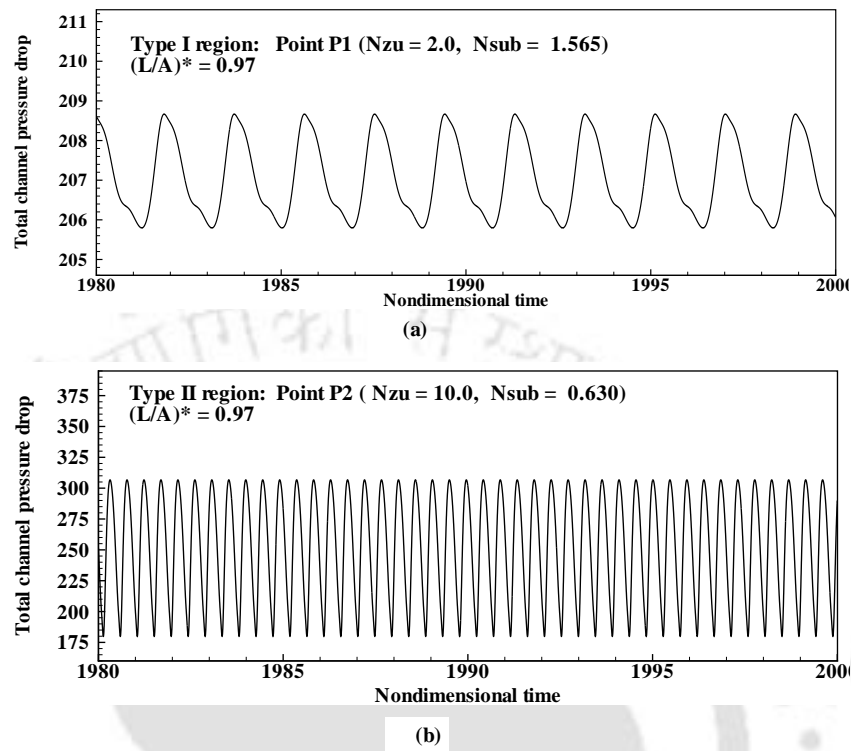 211
210
209
208
207
206
205
Total channel pressure drop
Type I region: Point P1 (Nzu = 2.0, Nsub = 1.565)
(L/A)* = 0.97
1980 1985 1990 1995 2000
Nondimensional time
(a)
375
350
325
300
275
250
225
200
175
Total channel pressure drop
Type II region: Point P2 ( Nzu = 10.0, Nsub = 0.630)
(L/A)* = 0.97
1980 1985 1990 1995 2000
Nondimensional time
(b)